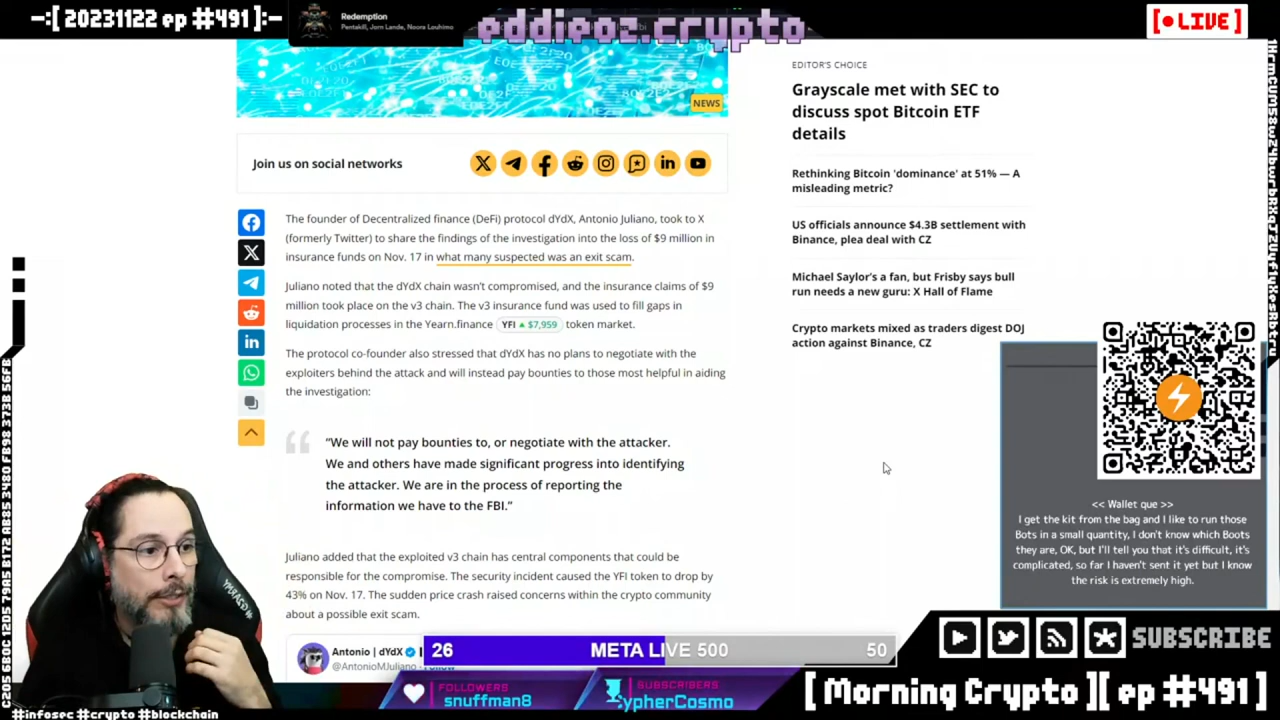 -:[ 20231122 ep #491]:-
Redemption
Pentakill, Jorn Lande, Noora Louhimo
eddieoz.crypto
[● LIVE]
NEWS
Join us on social networks
The founder of Decentralized finance (DeFi) protocol dYdX, Antonio Juliano, took to X
(formerly Twitter) to share the findings of the investigation into the loss of $9 million in
insurance funds on Nov. 17 in what many suspected was an exit scam.
Juliano noted that the dYdX chain wasn't compromised, and the insurance claims of $9
million took place on the v3 chain. The v3 insurance fund was used to fill gaps in
liquidation processes in the Yearn.finance YFI ▲ $7,959 token market.
The protocol co-founder also stressed that dYdX has no plans to negotiate with the
exploiters behind the attack and will instead pay bounties to those most helpful in aiding
the investigation:
“We will not pay bounties to, or negotiate with the attacker.
We and others have made significant progress into identifying
the attacker. We are in the process of reporting the
information we have to the FBI.”
Juliano added that the exploited v3 chain has central components that could be
responsible for the compromise. The security incident caused the YFI token to drop by
43% on Nov. 17. The sudden price crash raised concerns within the crypto community
about a possible exit scam.
Antonio | dYdX
@AntonioMJuliano · Follow
EDITOR'S CHOICE
Grayscale met with SEC to
discuss spot Bitcoin ETF
details
Rethinking Bitcoin 'dominance' at 51% — A
misleading metric?
US officials announce $4.3B settlement with
Binance, plea deal with CZ
Michael Saylor's a fan, but Frisby says bull
run needs a new guru: X Hall of Flame
Crypto markets mixed as traders digest DOJ
action against Binance, CZ
<< Wallet que >>
I get the kit from the bag and I like to run those
Bots in a small quantity, I don't know which Boots
they are, OK, but I'll tell you that it's difficult, it's
complicated, so far I haven't sent it yet but I know
the risk is extremely high.
26 META LIVE 500 50
FOLLOWERS
snuffman8
SUBSCRIBERS
ypherCosmo
SUBSCRIBE
[ Morning Crypto ][ ep #491 ]
#infosec #crypto #blockchain